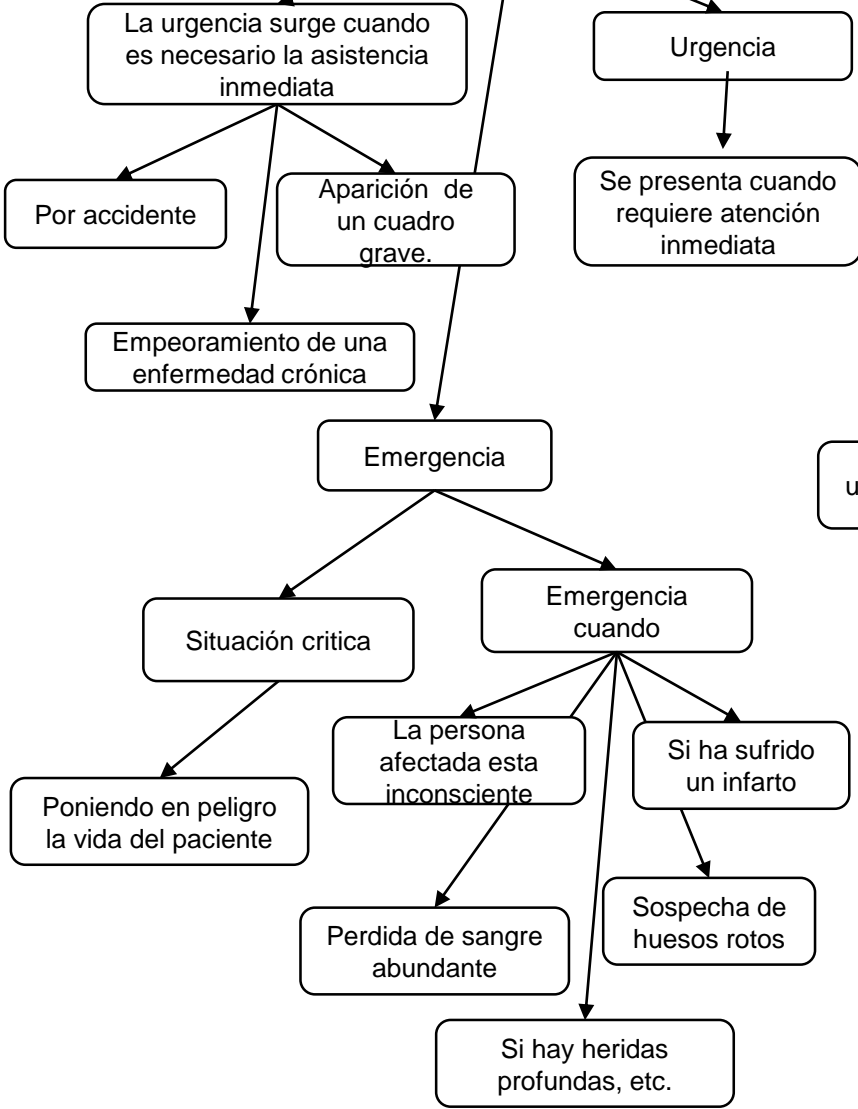 La urgencia surge cuando
es necesario la asistencia
inmediata
Urgencia
Por accidente
Aparición de
un cuadro
grave.
Se presenta cuando
requiere atención
inmediata
Empeoramiento de una
enfermedad crónica
Emergencia
Situación critica
Emergencia
cuando
La persona
afectada esta
inconsciente
Si ha sufrido
un infarto
Poniendo en peligro
la vida del paciente
Perdida de sangre
abundante
Sospecha de
huesos rotos
Si hay heridas
profundas, etc.